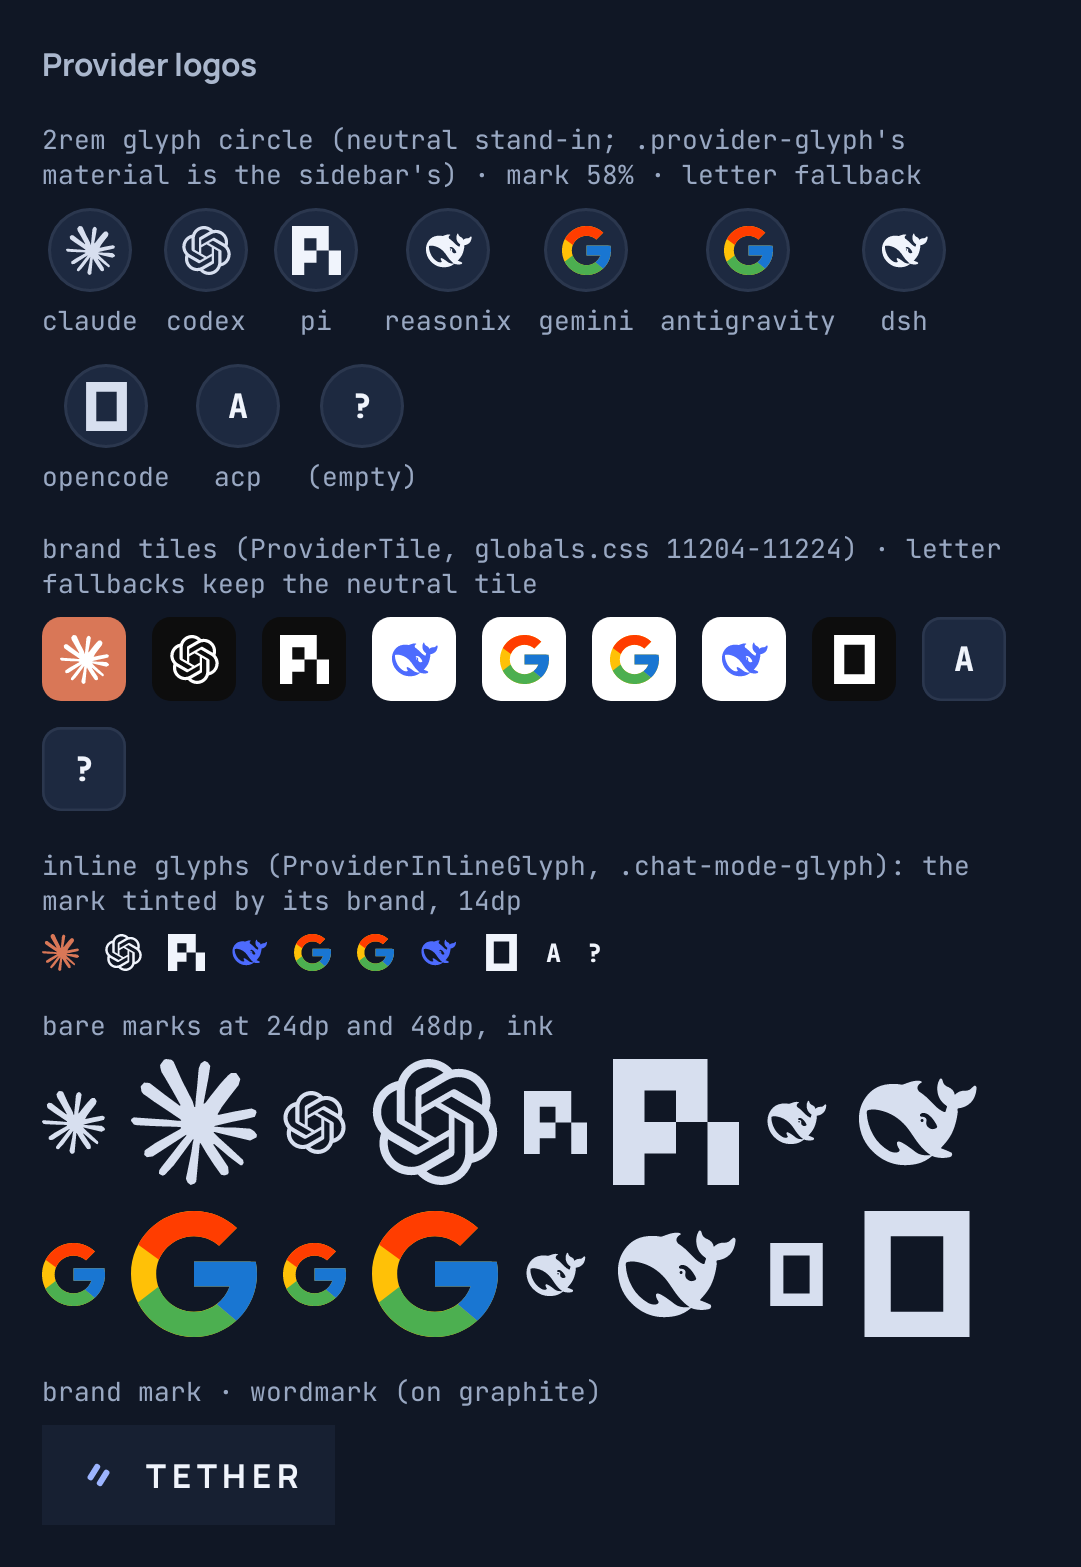 Provider logos
2rem glyph circle (neutral stand-in; .provider-glyph's
material is the sidebar's) · mark 58% · letter fallback
claude codex pi reasonix gemini antigravity dsh
A ?
opencode acp (empty)
brand tiles (ProviderTile, globals.css 11204-11224) · letter
fallbacks keep the neutral tile
A
?
inline glyphs (ProviderInlineGlyph, .chat-mode-glyph): the
mark tinted by its brand, 14dp
A ?
bare marks at 24dp and 48dp, ink
brand mark · wordmark (on graphite)
TETHER